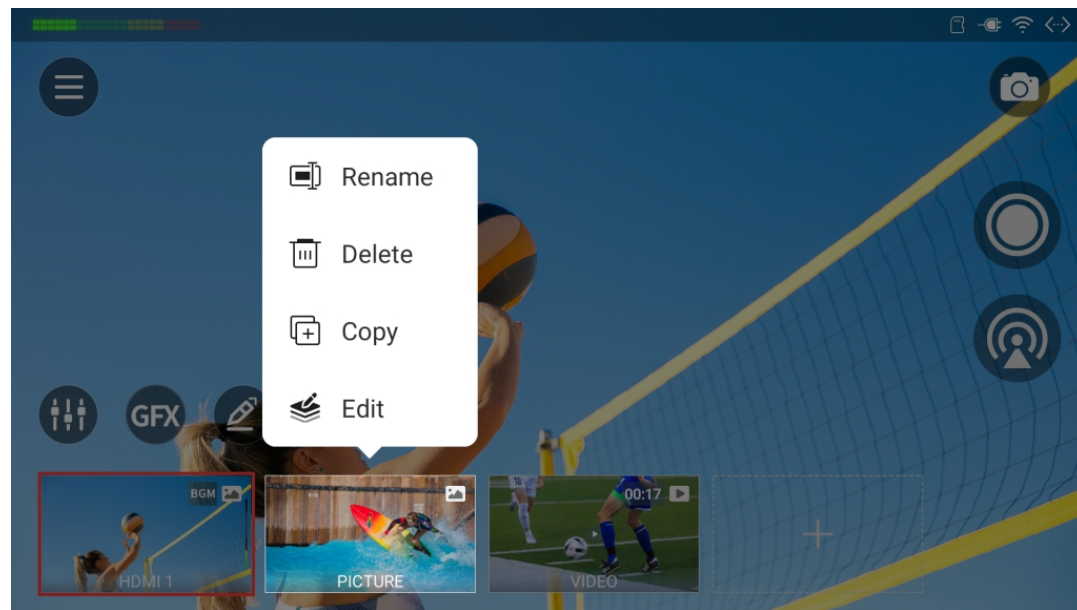 Rename
Delete
Copy
Edit
GFX
BGM
HDMI 1
PICTURE
00:17
VIDEO